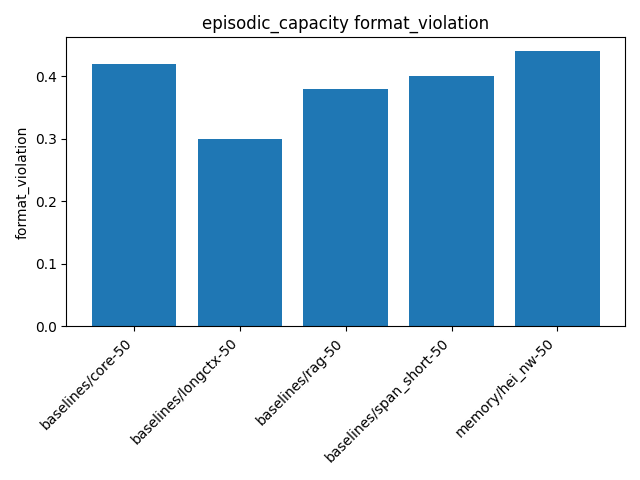 episodic_capacity format_violation
format_violation
0.4
0.3
0.2
0.1
0.0
baselines/core-50
baselines/longctx-50
baselines/rag-50
baselines/span_short-50
memory/hei_nw-50